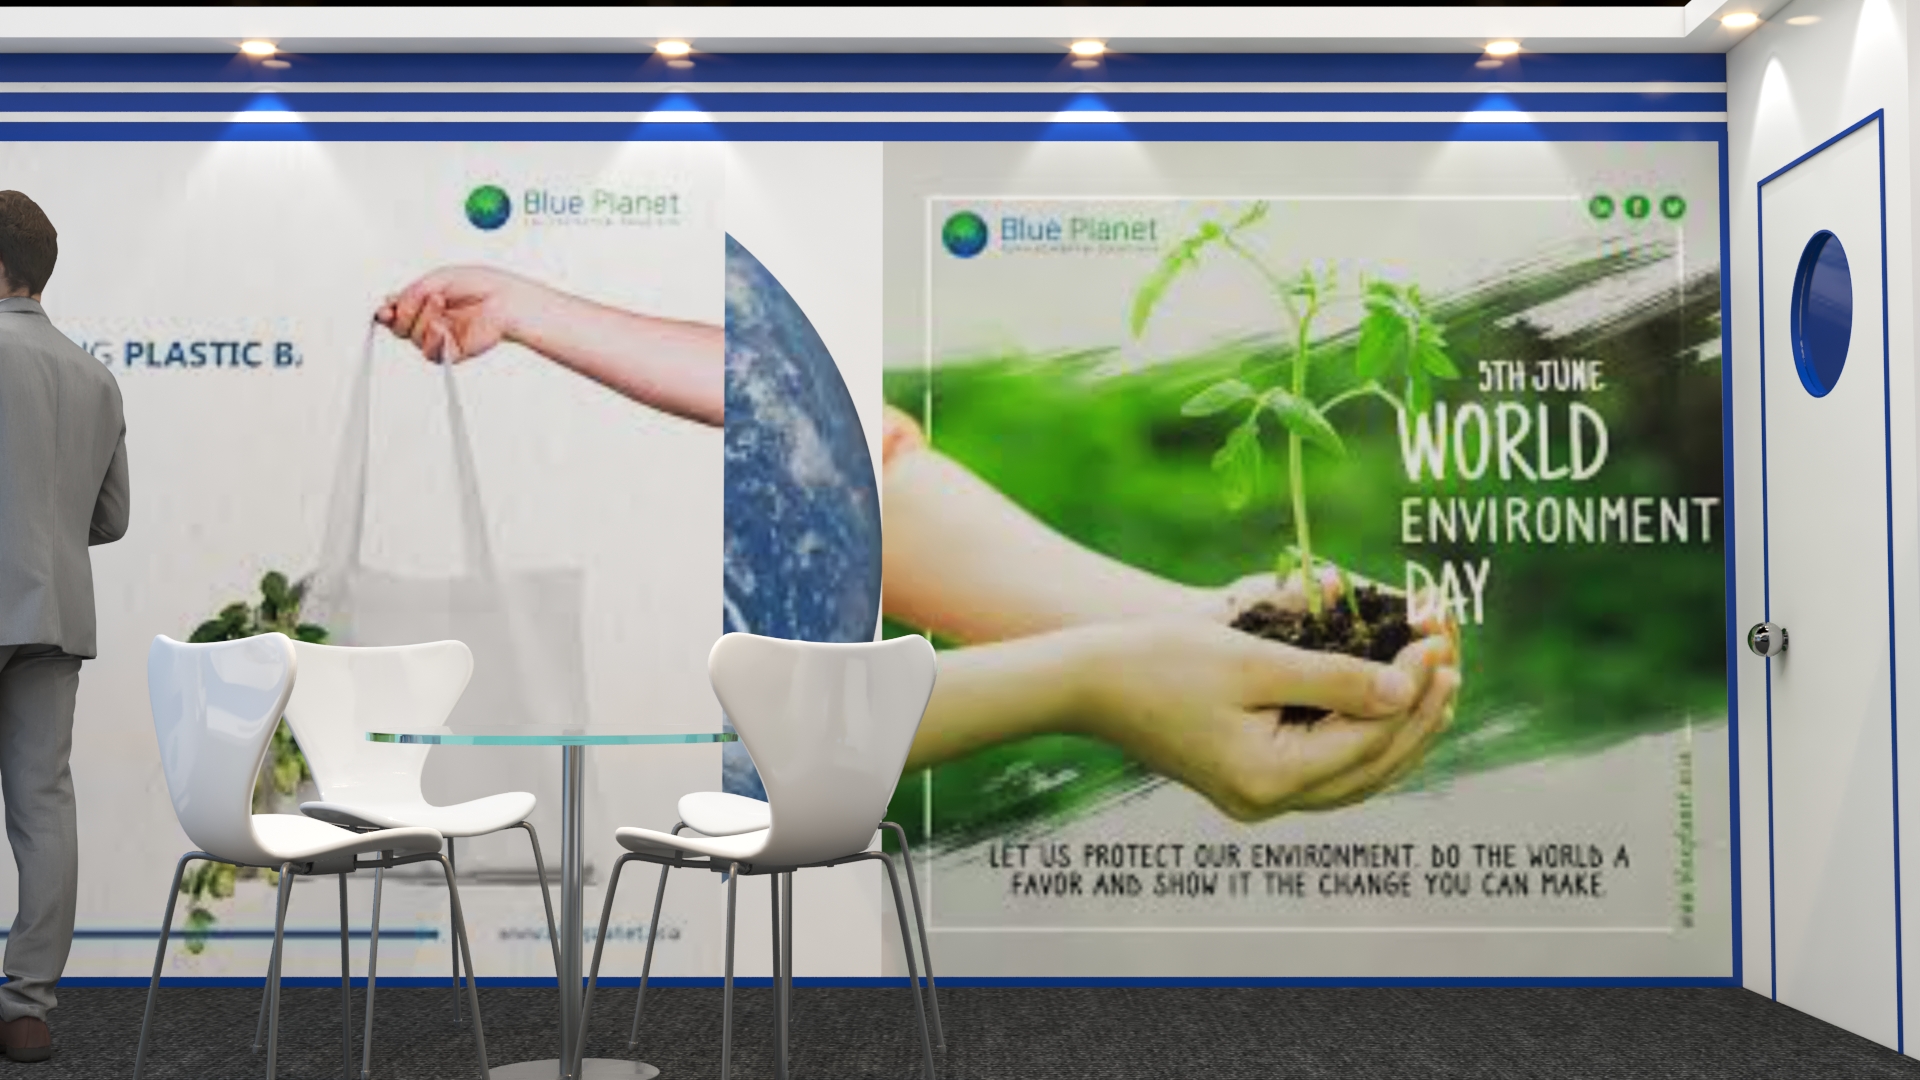 Blue Planet
G PLASTIC B
Blue Planet
5TH JUNE
WORLD
ENVIRONMENT
DAY
LET US PROTECT OUR ENVIRONMENT. DO THE WORLD A
FAVOR AND SHOW IT THE CHANGE YOU CAN MAKE.